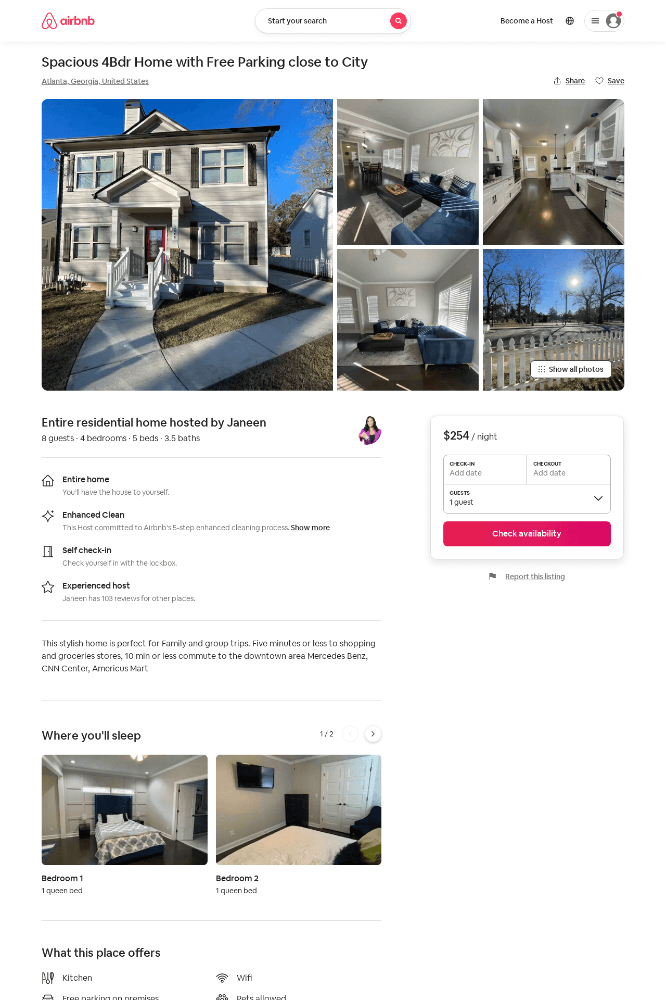 airbnb
Start your search
Become a Host
Spacious 4Bdr Home with Free Parking close to City
Atlanta, Georgia, United States
Share
Save
Show all photos
Entire residential home hosted by Janeen
8 guests · 4 bedrooms · 5 beds · 3.5 baths
Entire home
You’ll have the house to yourself.
Enhanced Clean
This Host committed to Airbnb's 5-step enhanced cleaning process. Show more
Self check-in
Check yourself in with the lockbox.
Experienced host
Janeen has 103 reviews for other places.
$254 / night
CHECK-IN
Add date
CHECKOUT
Add date
GUESTS
1 guest
Check availability
Report this listing
This stylish home is perfect for Family and group trips. Five minutes or less to shopping
and groceries stores, 10 min or less commute to the downtown area Mercedes Benz,
CNN Center, Americus Mart
Where you'll sleep
1 / 2
Bedroom 1
1 queen bed
Bedroom 2
1 queen bed
What this place offers
Kitchen
Wifi
Free parking on premises
Pets allowed